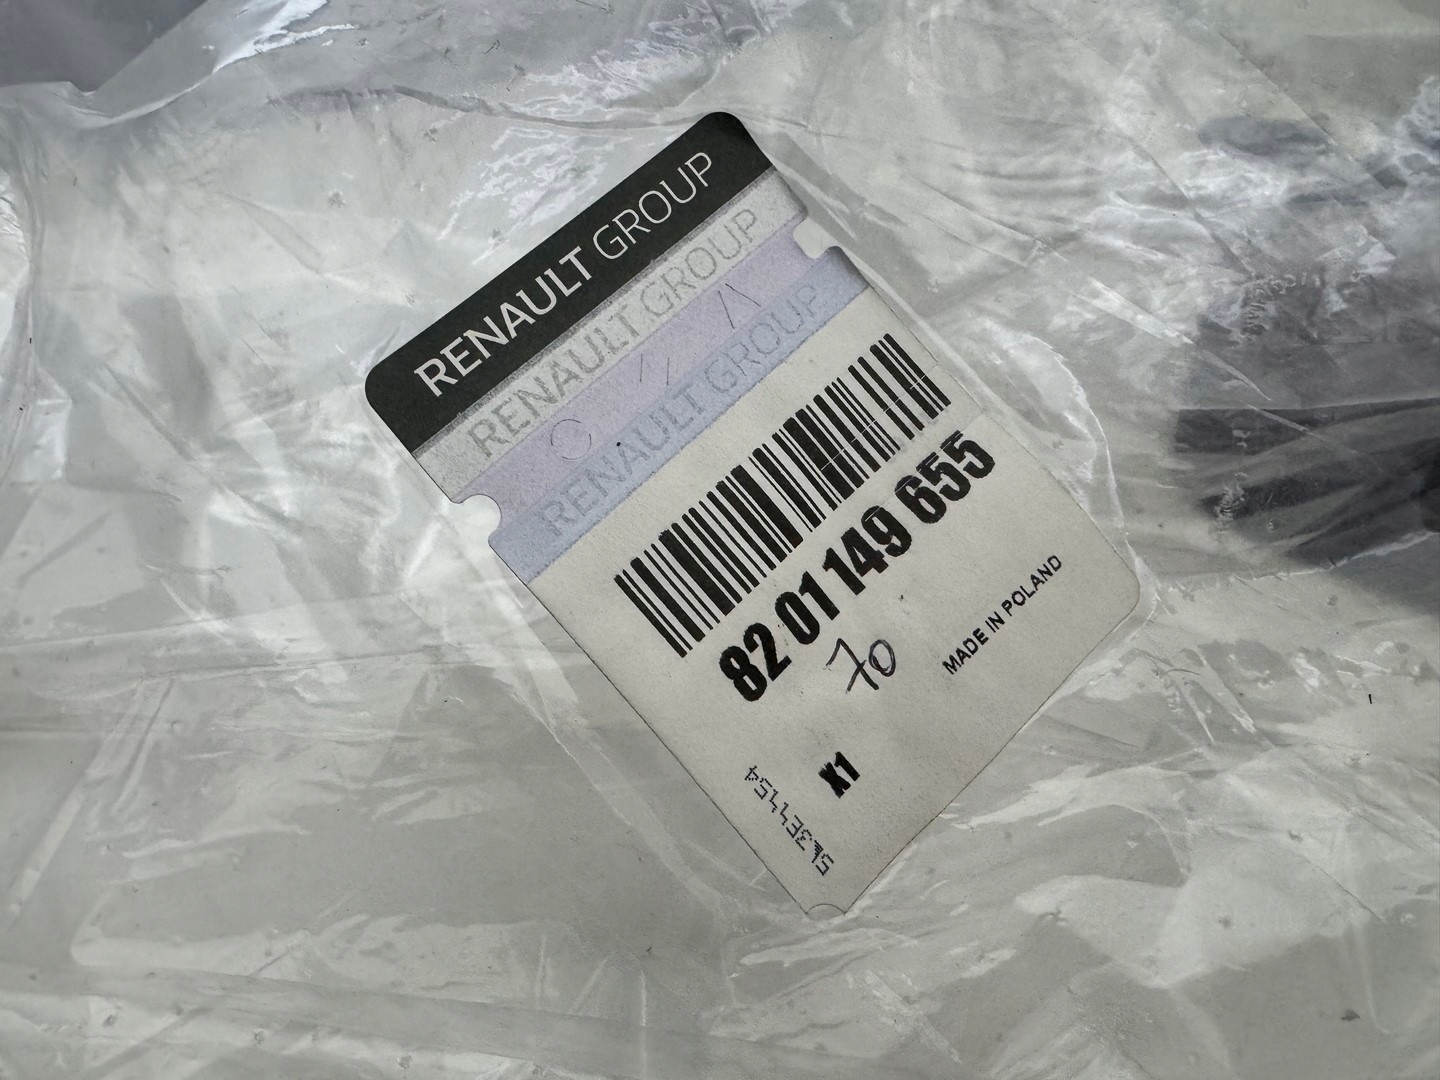 RENAULT GROUP
RENAULT GROUP
RENAULT GROUP
82 01 149 655
70
MADE IN POLAND
X1